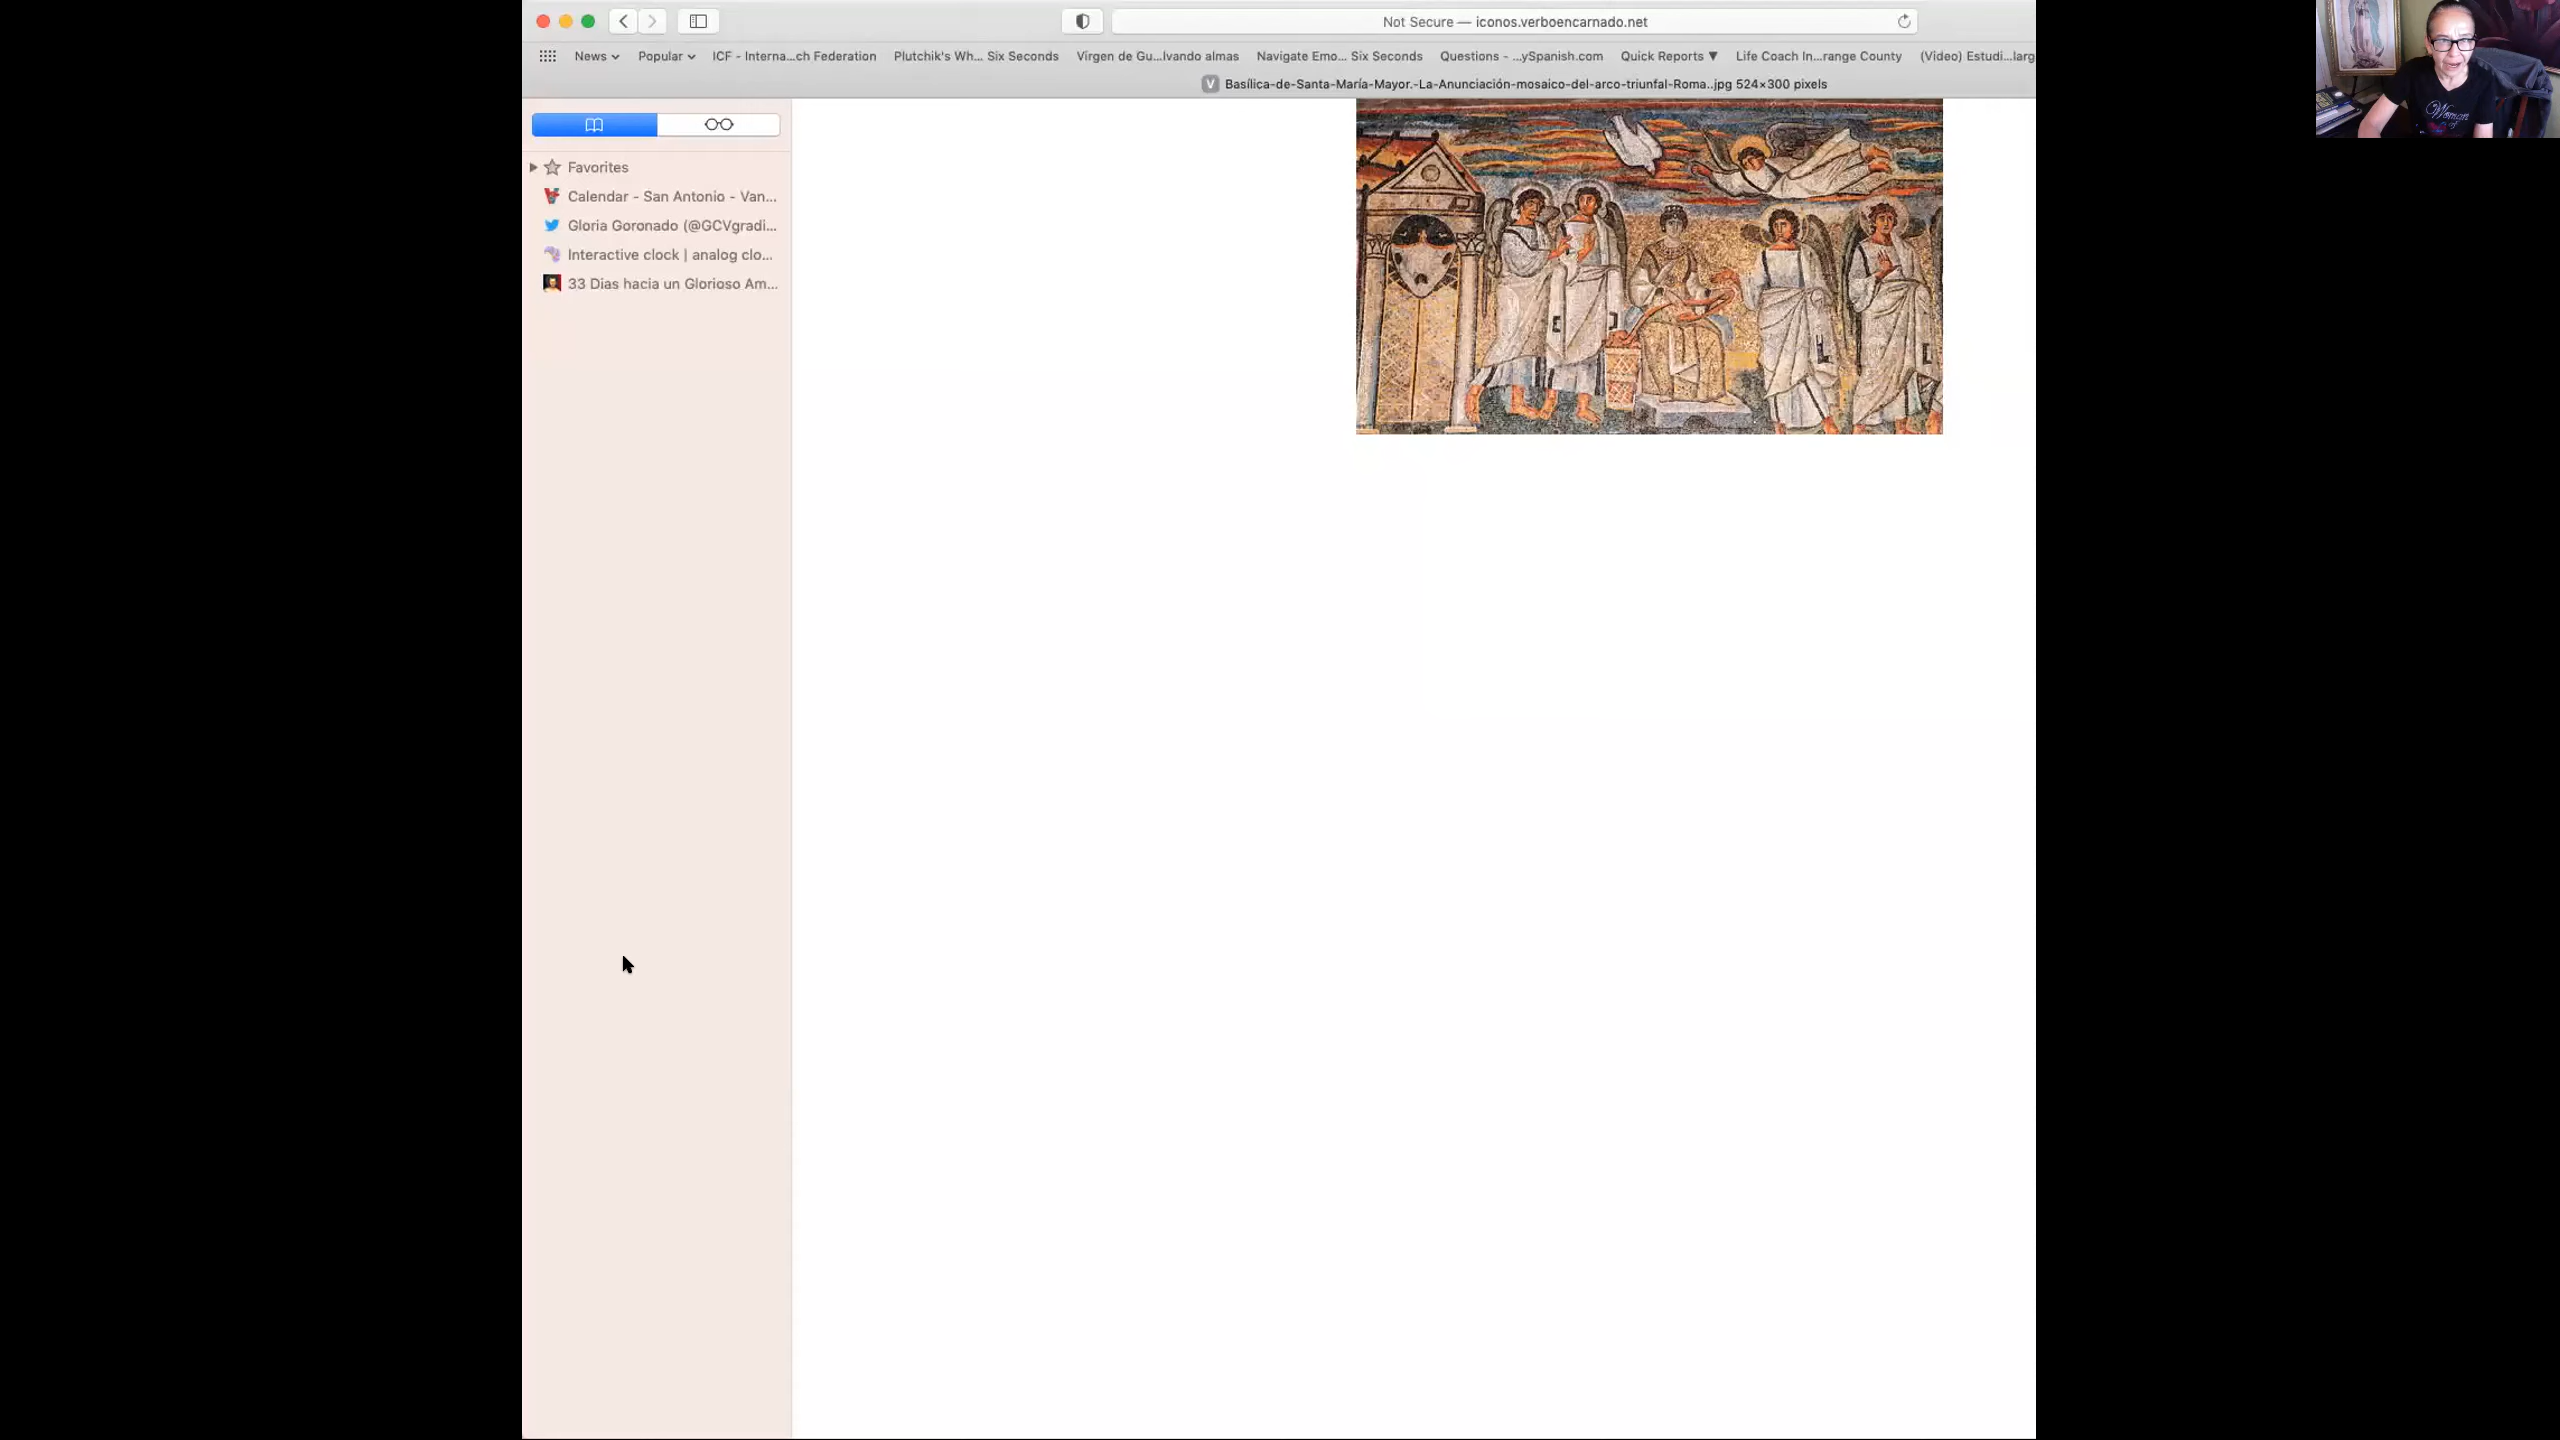 Not Secure — iconos.verboencarnado.net
News Popular ICF - Interna...ch Federation Plutchik's Wh... Six Seconds Virgen de Gu...lvando almas Navigate Emo... Six Seconds Questions - ...ySpanish.com Quick Reports ▼ Life Coach In...range County (Video) Estudi...larg
V Basílica-de-Santa-María-Mayor.-La-Anunciación-mosaico-del-arco-triunfal-Roma..jpg 524×300 pixels
Favorites
Calendar - San Antonio - Van...
Gloria Goronado (@GCVgradi...
Interactive clock | analog clo...
33 Dias hacia un Glorioso Am...
Woman
of